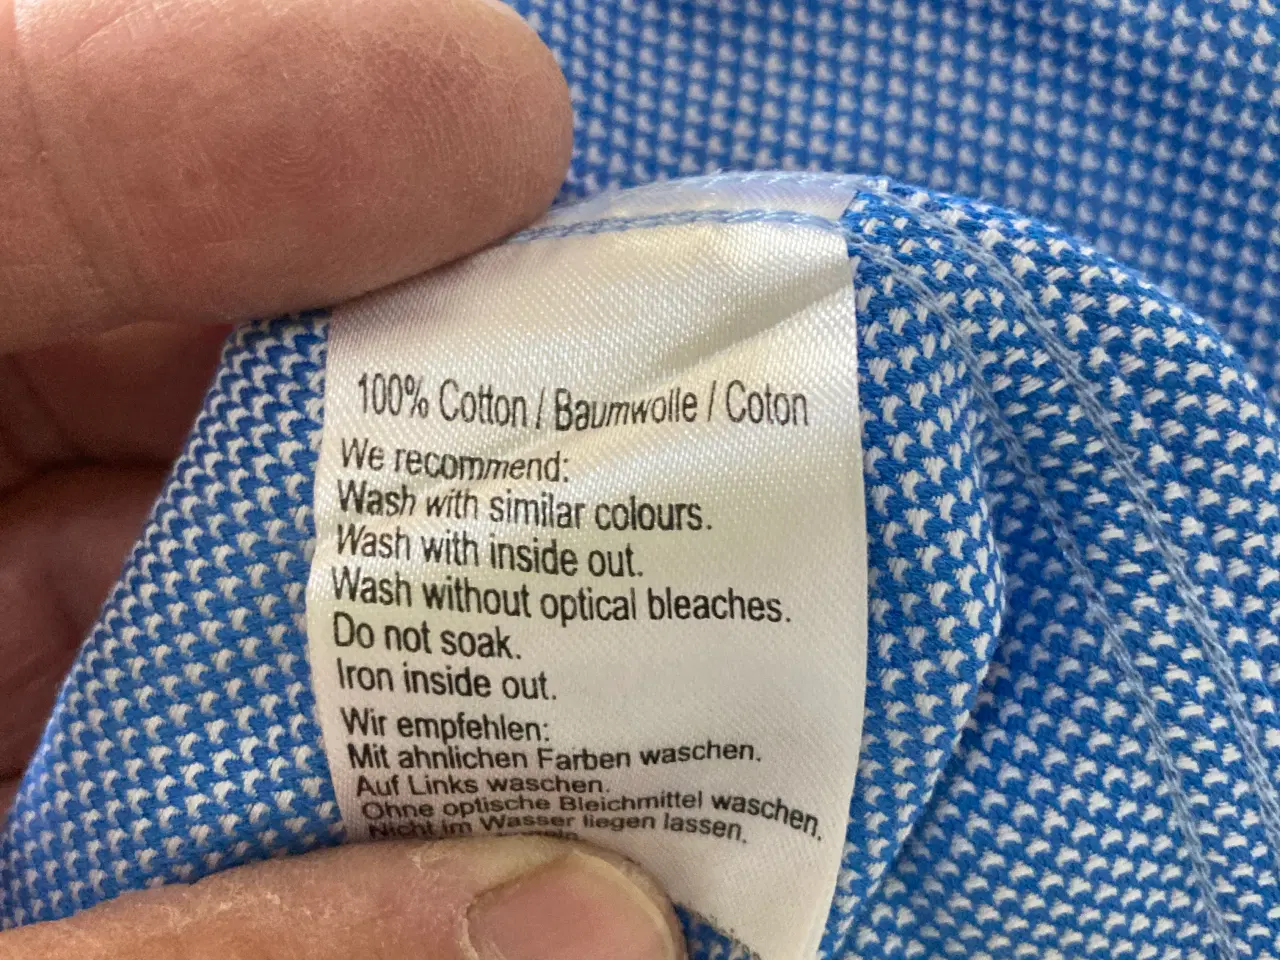 100% Cotton / Baumwolle / Coton
We recommend:
Wash with similar colours.
Wash with inside out.
Wash without optical bleaches.
Do not soak.
Iron inside out.
Wir empfehlen:
Mit ahnlichen Farben waschen.
Auf Links waschen.
Ohne optische Bleichmittel waschen.
Nicht im Wasser liegen lassen.